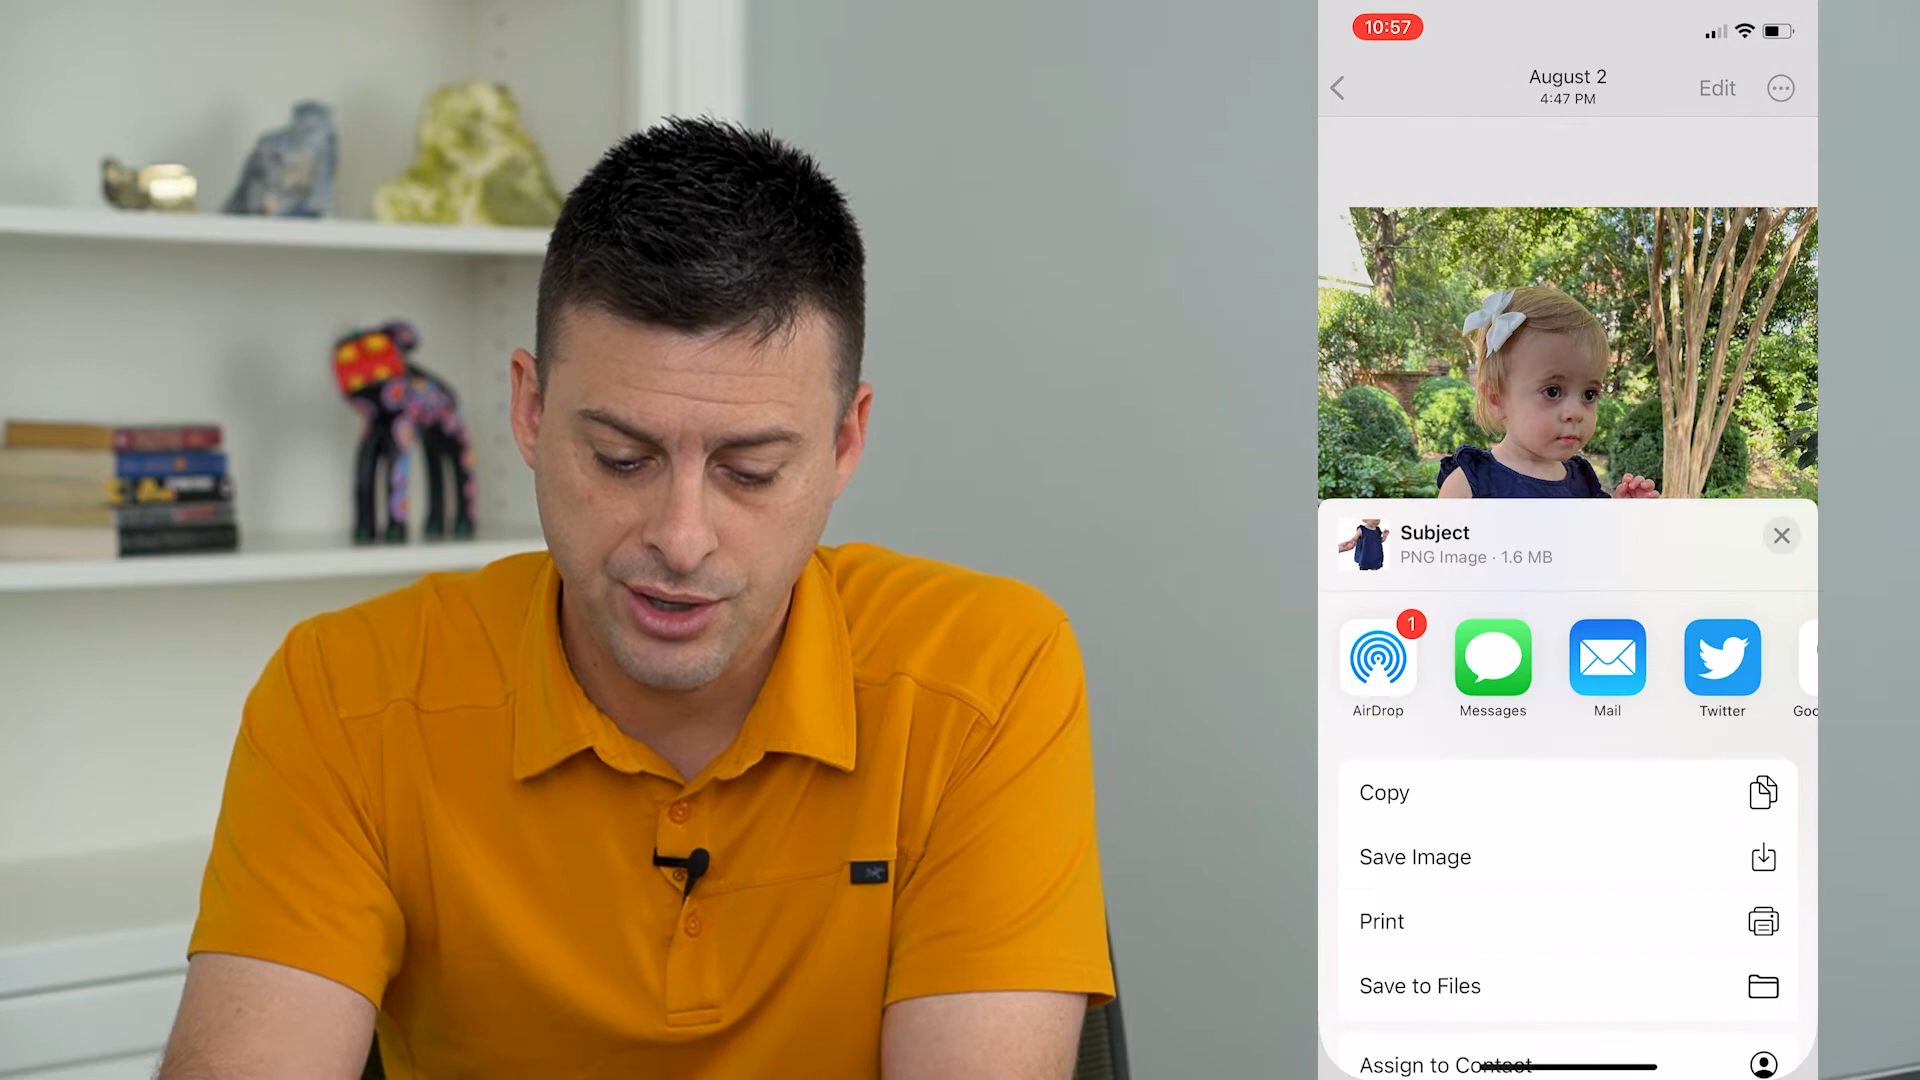 10:57
August 2
4:47 PM
Edit
Subject
PNG Image · 1.6 MB
1
AirDrop
Messages
Mail
Twitter
Goo
Copy
Save Image
Print
Save to Files
Assign to Contact